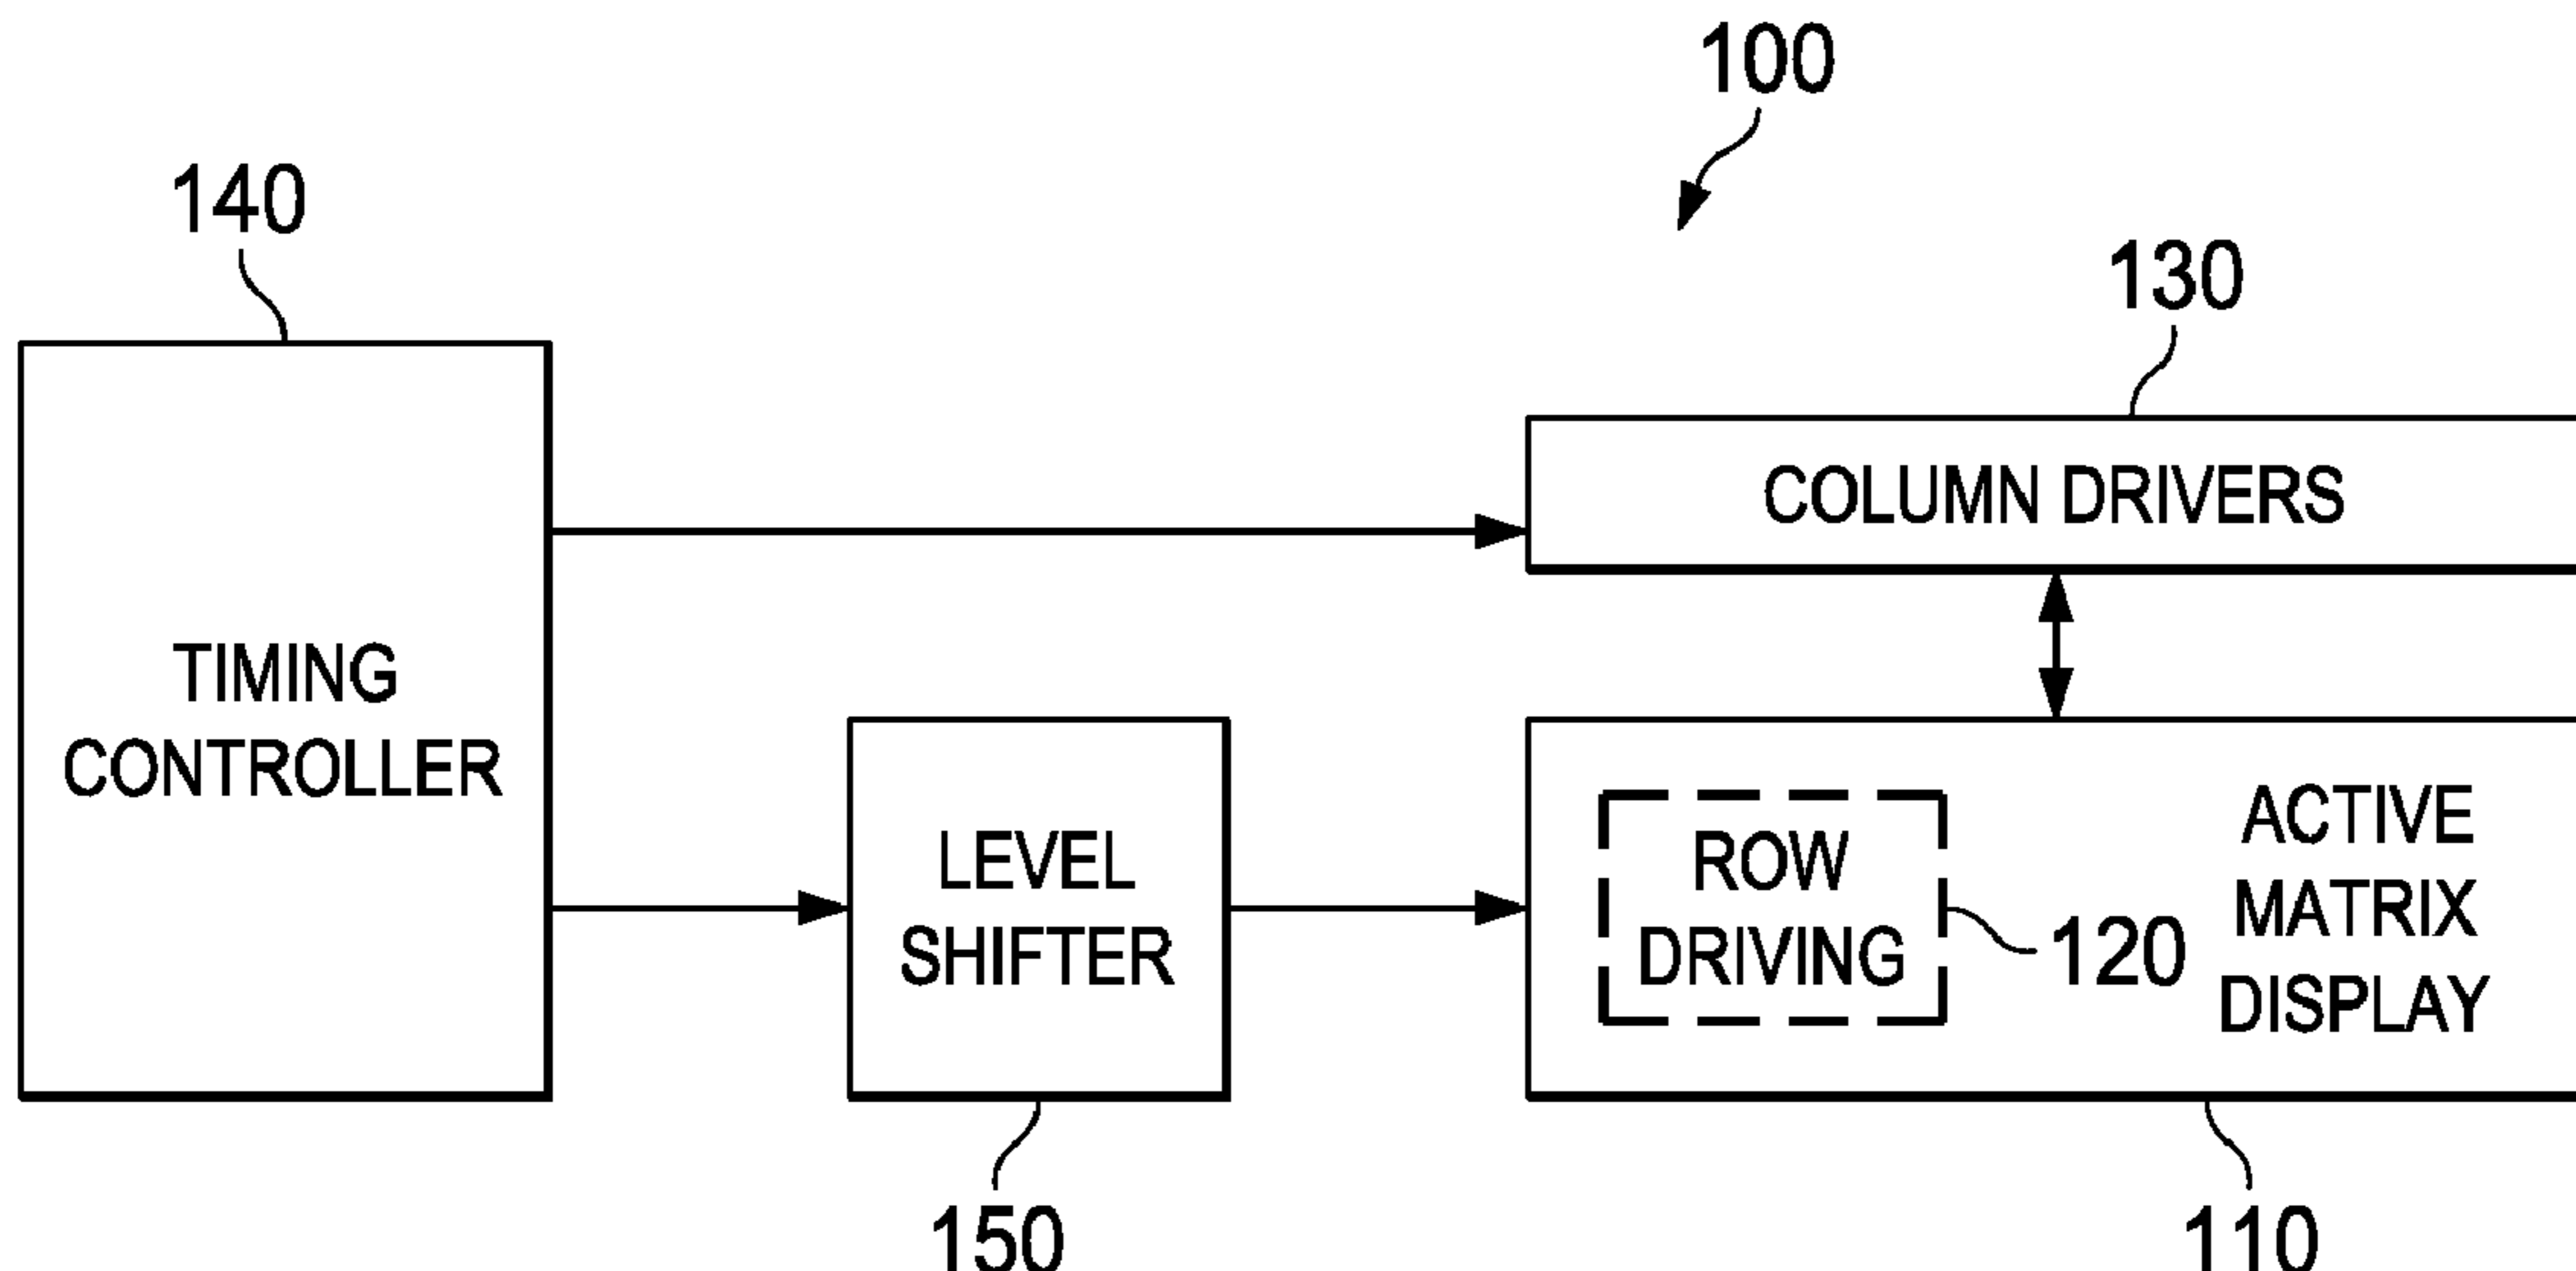 100
140
130
COLUMN DRIVERS
TIMING
CONTROLLER
LEVEL
SHIFTER
ROW
DRIVING
120
ACTIVE
MATRIX
DISPLAY
150
110